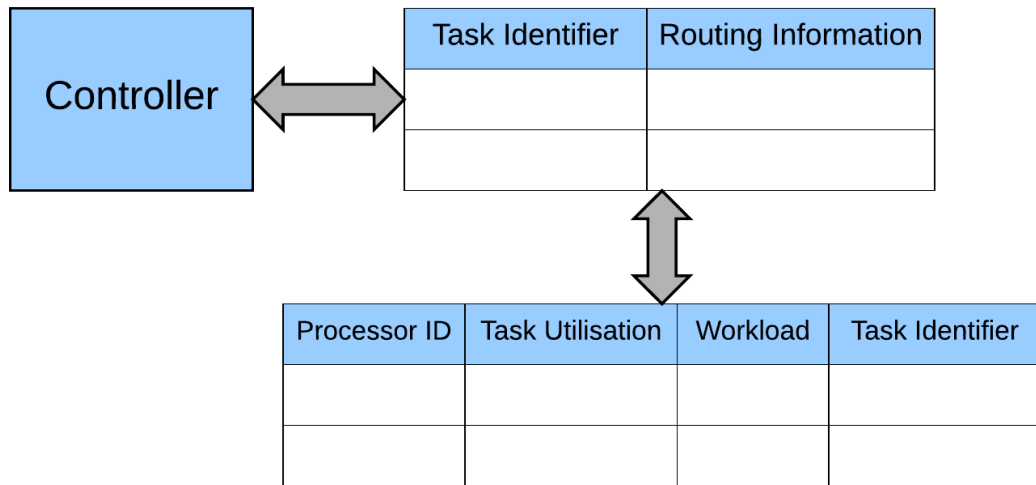 Controller
Task Identifier Routing Information
Processor ID Task Utilisation Workload Task Identifier